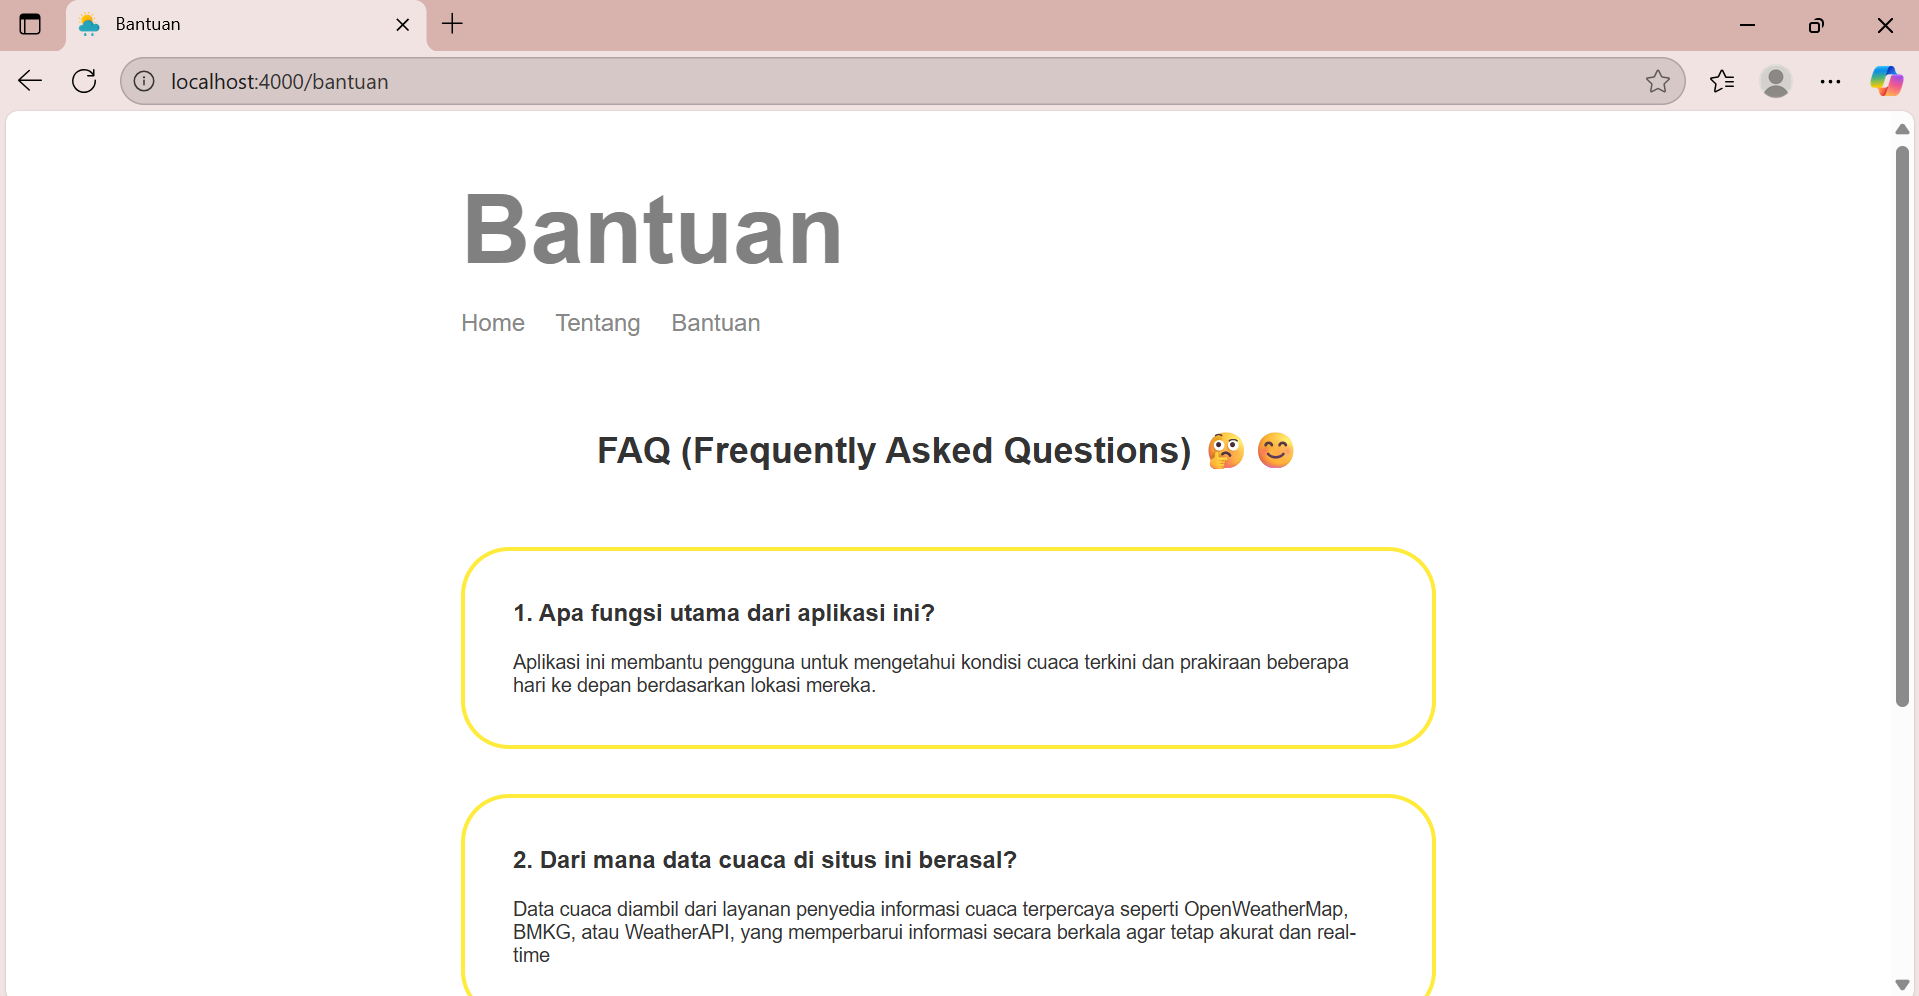 Bantuan
localhost:4000/bantuan
Bantuan
Home Tentang Bantuan
FAQ (Frequently Asked Questions) 🤔 😊
1. Apa fungsi utama dari aplikasi ini?
Aplikasi ini membantu pengguna untuk mengetahui kondisi cuaca terkini dan prakiraan beberapa
hari ke depan berdasarkan lokasi mereka.
2. Dari mana data cuaca di situs ini berasal?
Data cuaca diambil dari layanan penyedia informasi cuaca terpercaya seperti OpenWeatherMap,
BMKG, atau WeatherAPI, yang memperbarui informasi secara berkala agar tetap akurat dan real-
time